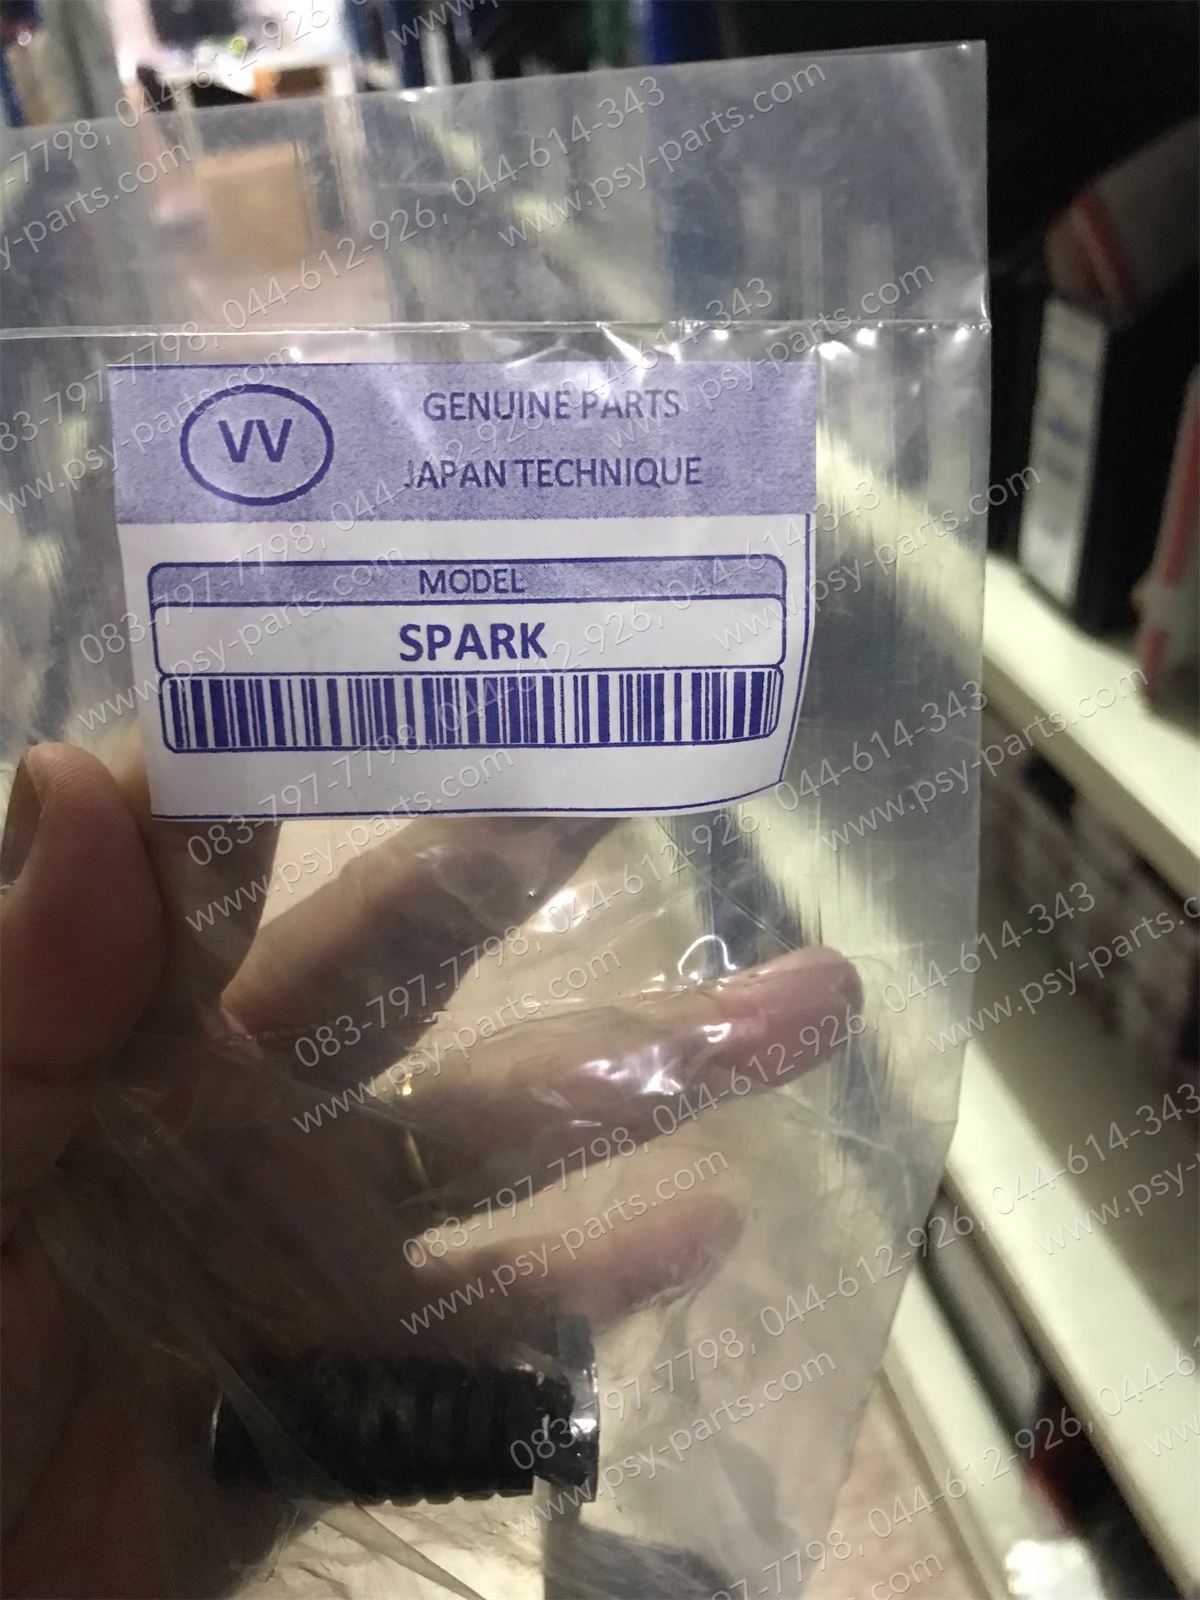 VV
GENUINE PARTS
JAPAN TECHNIQUE
MODEL
SPARK
083-797-7798, 044-612-926, 044-614-343
www.psy-parts.com